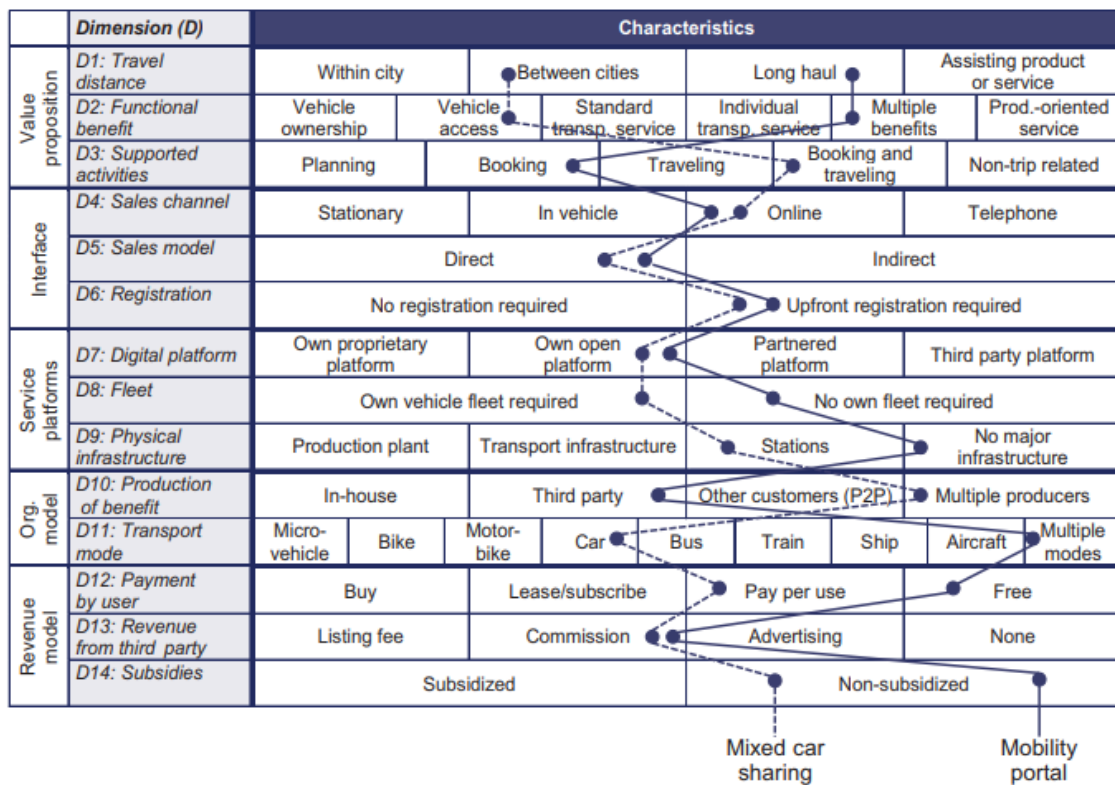 Dimension (D)
Characteristics
Value
proposition
D1: Travel
distance
Within city
Between cities
Long haul
Assisting product
or service
D2: Functional
benefit
Vehicle
ownership
Vehicle
access
Standard
transp. service
Individual
transp. service
Multiple
benefits
Prod.-oriented
service
D3: Supported
activities
Planning
Booking
Traveling
Booking and
traveling
Non-trip related
Interface
D4: Sales channel
Stationary
In vehicle
Online
Telephone
D5: Sales model
Direct
Indirect
D6: Registration
No registration required
Upfront registration required
Service
platforms
D7: Digital platform
Own proprietary
platform
Own open
platform
Partnered
platform
Third party platform
D8: Fleet
Own vehicle fleet required
No own fleet required
D9: Physical
infrastructure
Production plant
Transport infrastructure
Stations
No major
infrastructure
Org.
model
D10: Production
of benefit
In-house
Third party
Other customers (P2P)
Multiple producers
D11: Transport
mode
Micro-
vehicle
Bike
Motor-
bike
Car
Bus
Train
Ship
Aircraft
Multiple
modes
Revenue
model
D12: Payment
by user
Buy
Lease/subscribe
Pay per use
Free
D13: Revenue
from third party
Listing fee
Commission
Advertising
None
D14: Subsidies
Subsidized
Non-subsidized
Mixed car
sharing
Mobility
portal